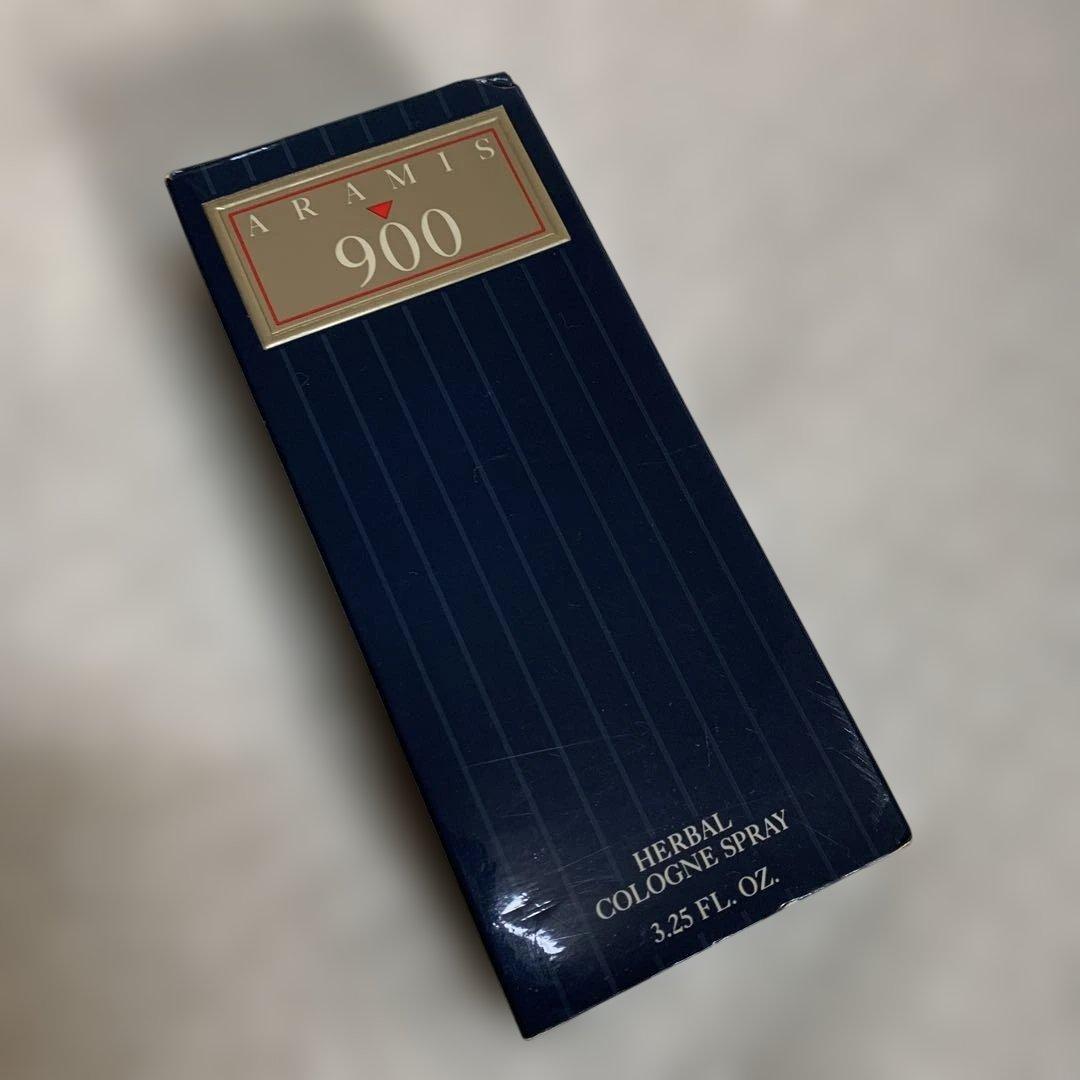 ARAMIS
900
HERBAL
COLOGNE SPRAY
3.25 FL. OZ.